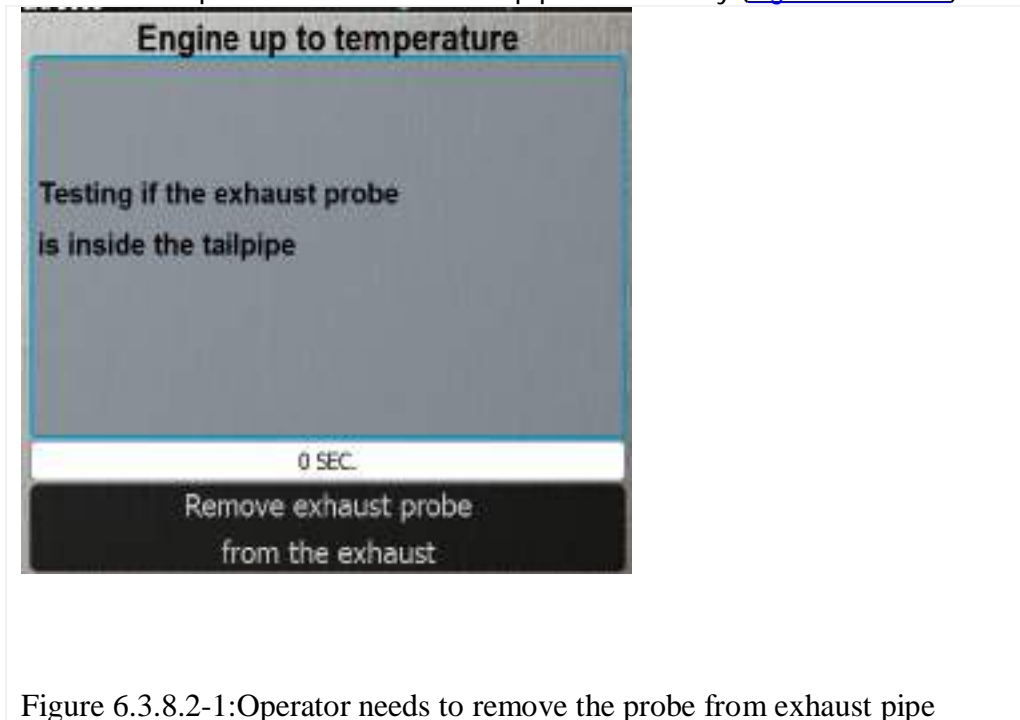 Engine up to temperature
Testing if the exhaust probe
is inside the tailpipe
0 SEC.
Remove exhaust probe
from the exhaust
Figure 6.3.8.2-1:Operator needs to remove the probe from exhaust pipe